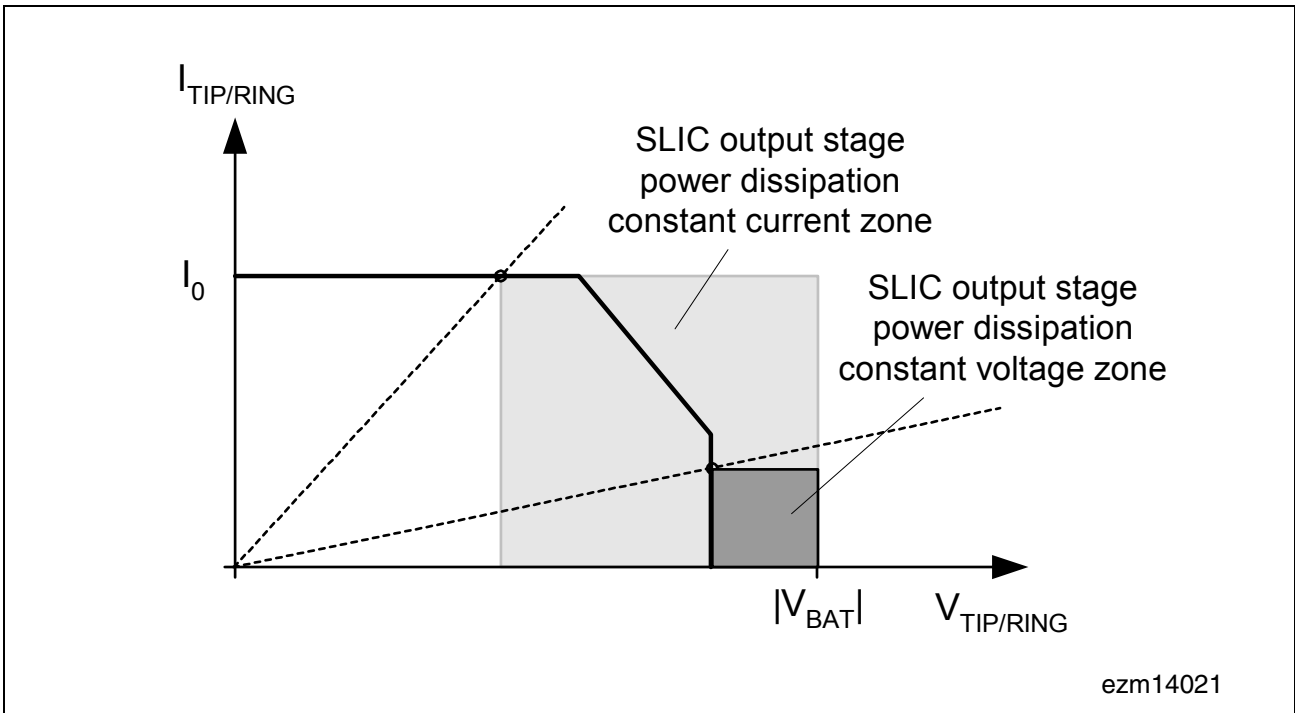 I_TIP/RING
SLIC output stage
power dissipation
constant current zone
I_0
SLIC output stage
power dissipation
constant voltage zone
|V_BAT|
V_TIP/RING
ezm14021